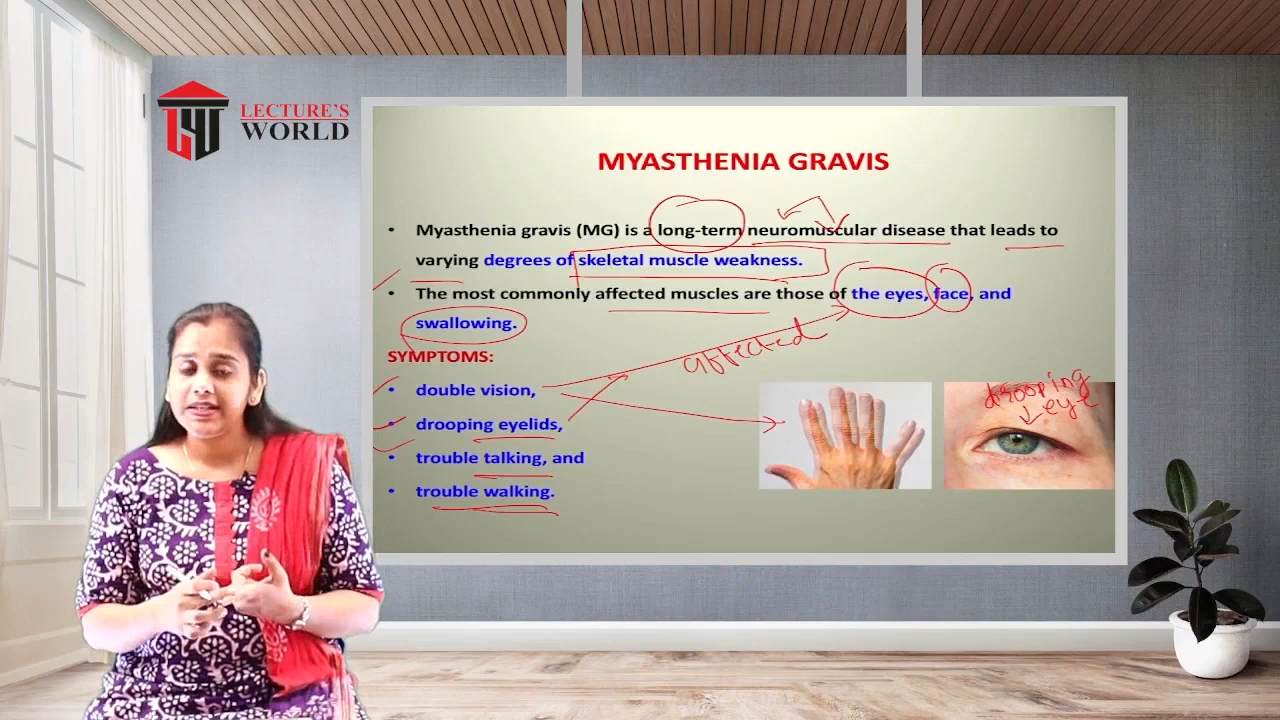 LECTURE'S
WORLD
MYASTHENIA GRAVIS
• Myasthenia gravis (MG) is a long-term neuromuscular disease that leads to
varying degrees of skeletal muscle weakness.
• The most commonly affected muscles are those of the eyes, face, and
swallowing.
affected
SYMPTOMS:
• double vision,
• drooping eyelids,
• trouble talking, and
• trouble walking.
drooping
eye